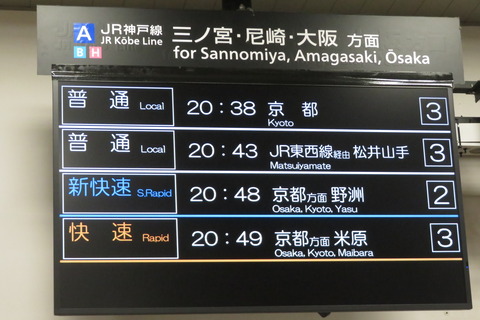 A JR神戸線 三ノ宮・尼崎・大阪 方面
B H JR Kōbe Line for Sannomiya, Amagasaki, Ōsaka
普 通 Local 20:38 京 都 3
Kyoto
普 通 Local 20:43 JR東西線経由 松井山手 3
Matsuiyamate
新快速 S.Rapid 20:48 京都方面 野洲 2
Osaka, Kyoto, Yasu
快 速 Rapid 20:49 京都方面 米原 3
Osaka, Kyoto, Maibara